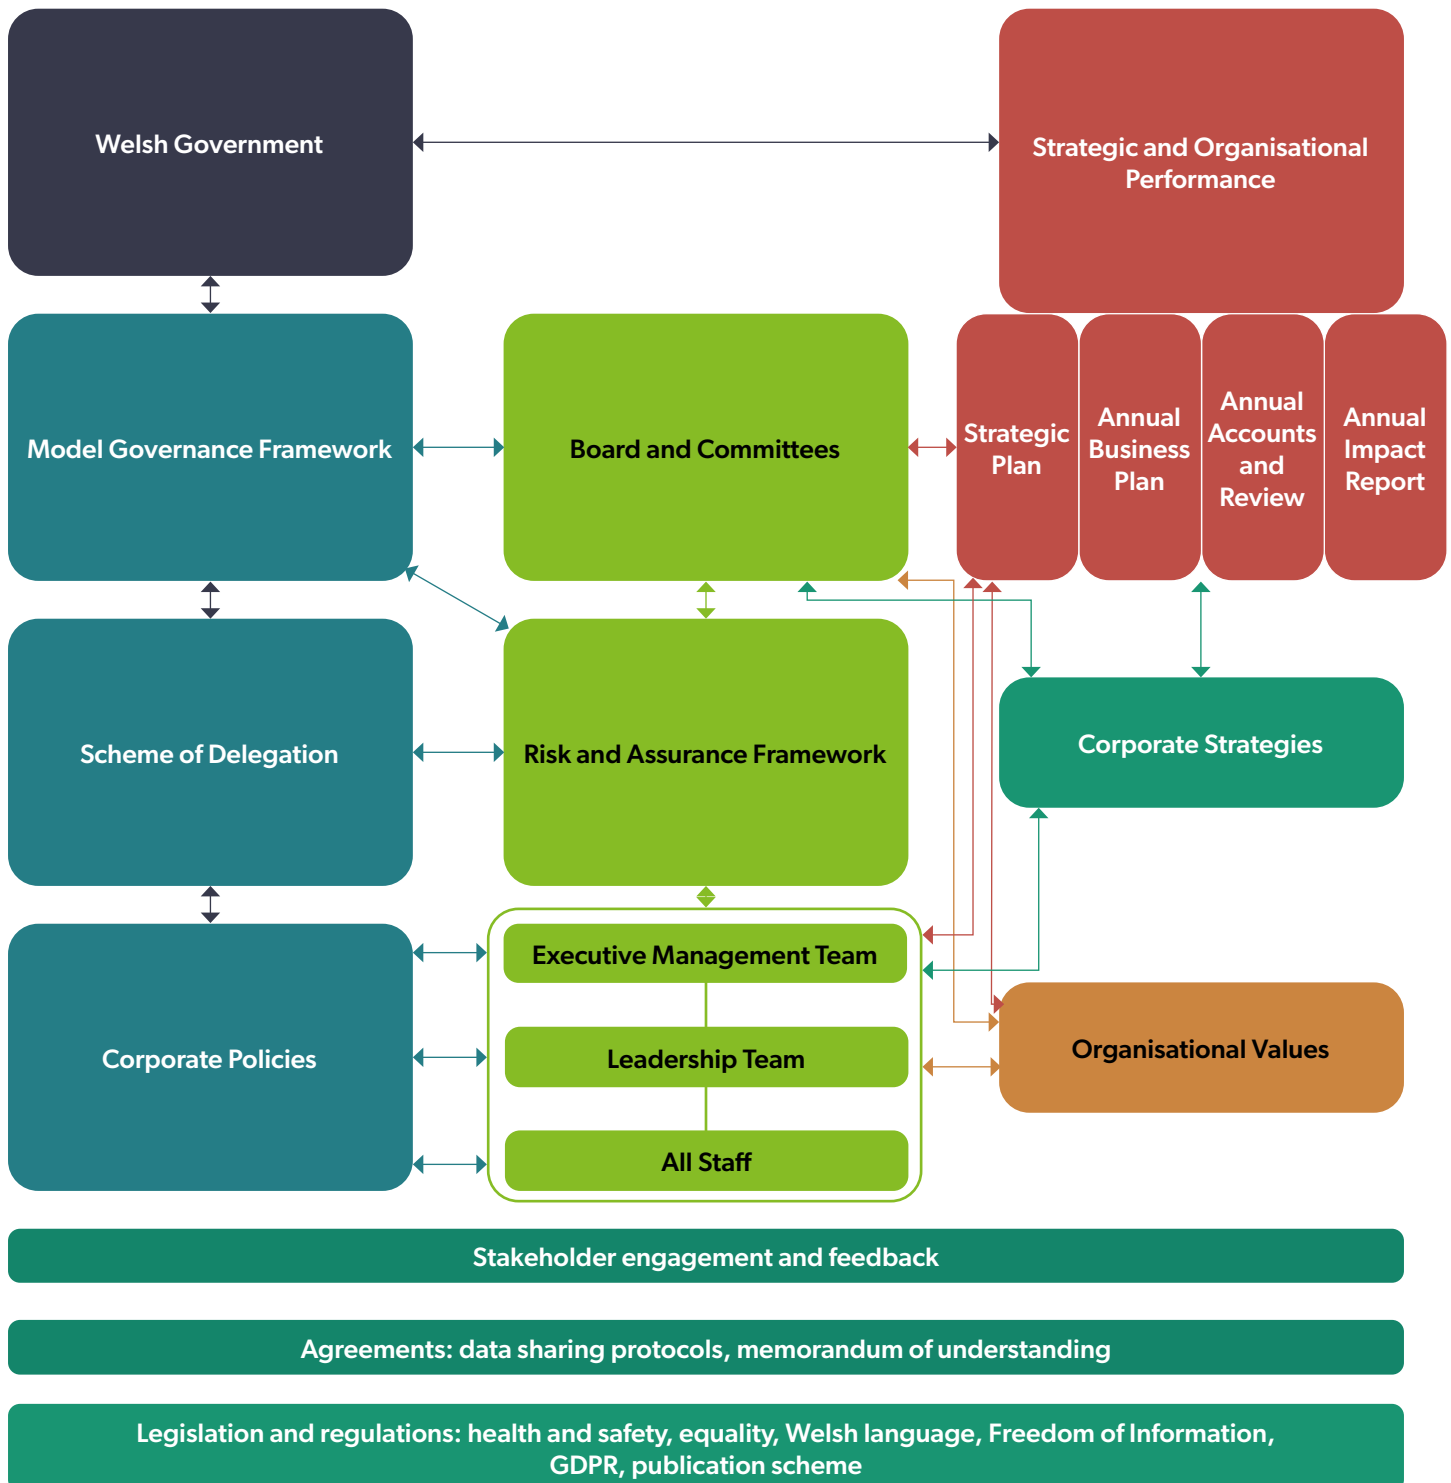 Welsh Government
Strategic and Organisational
Performance
Model Governance Framework
Board and Committees
Strategic
Plan
Annual
Business
Plan
Annual
Accounts
and
Review
Annual
Impact
Report
Scheme of Delegation
Risk and Assurance Framework
Corporate Strategies
Corporate Policies
Executive Management Team
Leadership Team
All Staff
Organisational Values
Stakeholder engagement and feedback
Agreements: data sharing protocols, memorandum of understanding
Legislation and regulations: health and safety, equality, Welsh language, Freedom of Information,
GDPR, publication scheme